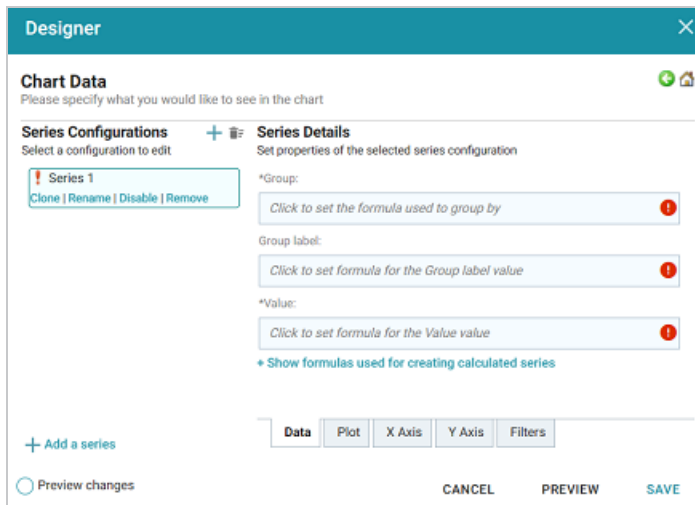 Designer
Chart Data
Please specify what you would like to see in the chart
Series Configurations
Select a configuration to edit
Series 1
Clone | Rename | Disable | Remove
+ Add a series
Series Details
Set properties of the selected series configuration
*Group:
Click to set the formula used to group by
Group label:
Click to set formula for the Group label value
*Value:
Click to set formula for the Value value
+ Show formulas used for creating calculated series
Data Plot X Axis Y Axis Filters
Preview changes
CANCEL PREVIEW SAVE